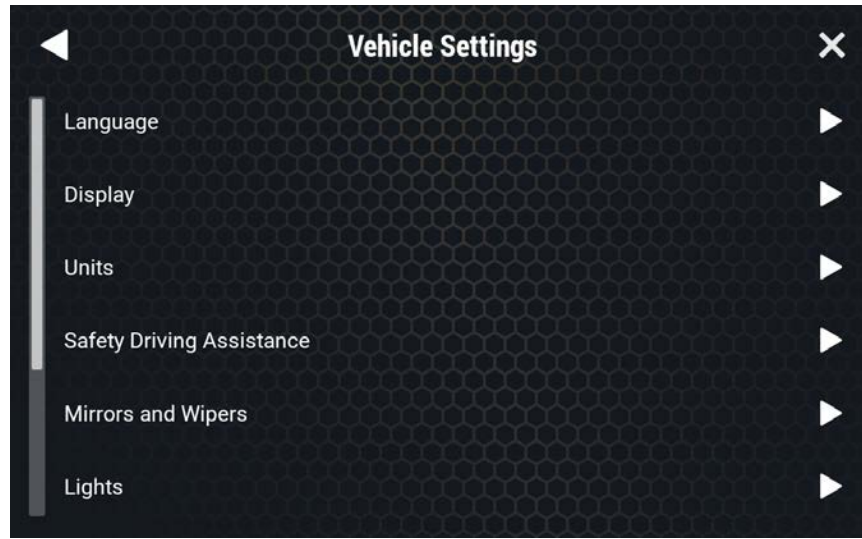 Vehicle Settings
Language
Display
Units
Safety Driving Assistance
Mirrors and Wipers
Lights